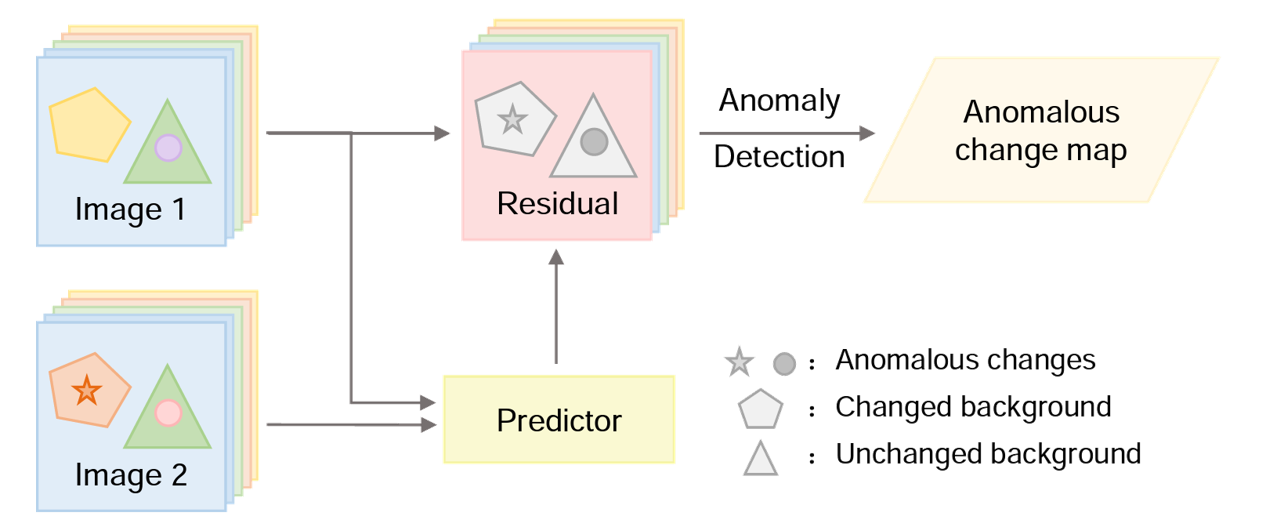 Image 1
Residual
Anomaly
Detection
Anomalous
change map
Image 2
Predictor
: Anomalous changes
: Changed background
: Unchanged background